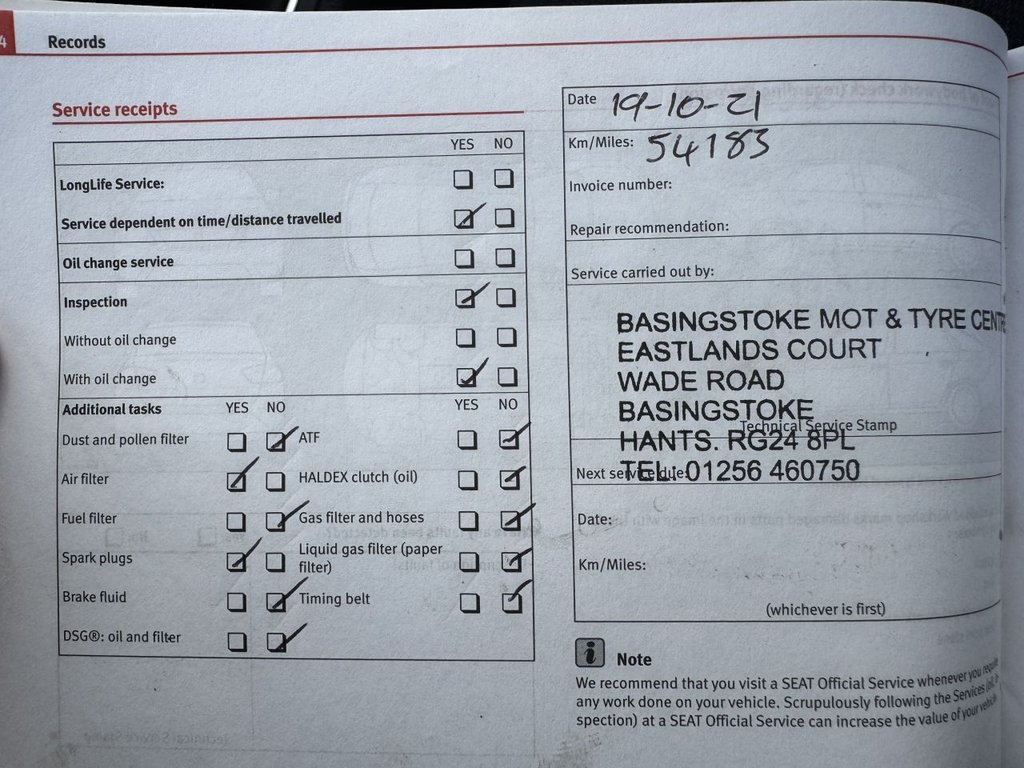 4 Records
Service receipts
YES NO
LongLife Service:
Service dependent on time/distance travelled
Oil change service
Inspection
Without oil change
With oil change
Additional tasks YES NO YES NO
Dust and pollen filter ATF
Air filter HALDEX clutch (oil)
Fuel filter Gas filter and hoses
Spark plugs Liquid gas filter (paper
filter)
Brake fluid Timing belt
DSG®: oil and filter
Date 19-10-21
Km/Miles: 54183
Invoice number:
Repair recommendation:
Service carried out by:
BASINGSTOKE MOT & TYRE CENTR
EASTLANDS COURT
WADE ROAD
BASINGSTOKE
Technical Service Stamp
HANTS. RG24 8PL
Next service due:
TEL 01256 460750
Date:
Km/Miles:
(whichever is first)
i Note
We recommend that you visit a SEAT Official Service whenever you require
any work done on your vehicle. Scrupulously following the Services (oil, in
spection) at a SEAT Official Service can increase the value of your vehicle